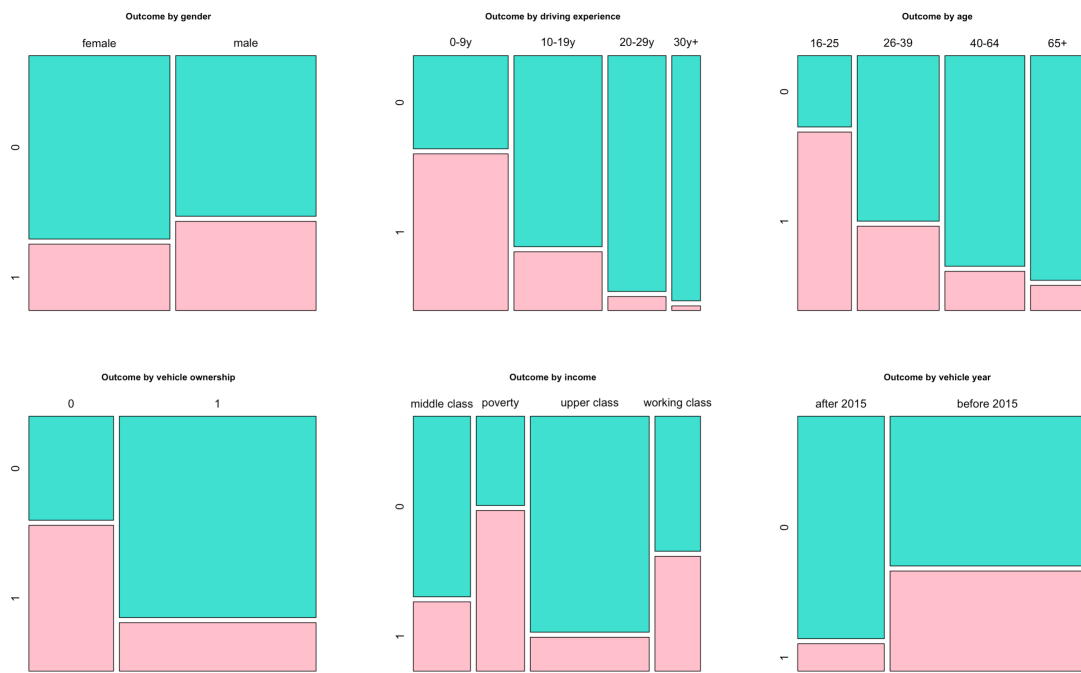 Outcome by gender
female male
0
1
Outcome by driving experience
0-9y 10-19y 20-29y 30y+
0
1
Outcome by age
16-25 26-39 40-64 65+
0
1
Outcome by vehicle ownership
0 1
0
1
Outcome by income
middle class poverty upper class working class
0
1
Outcome by vehicle year
after 2015 before 2015
0
1